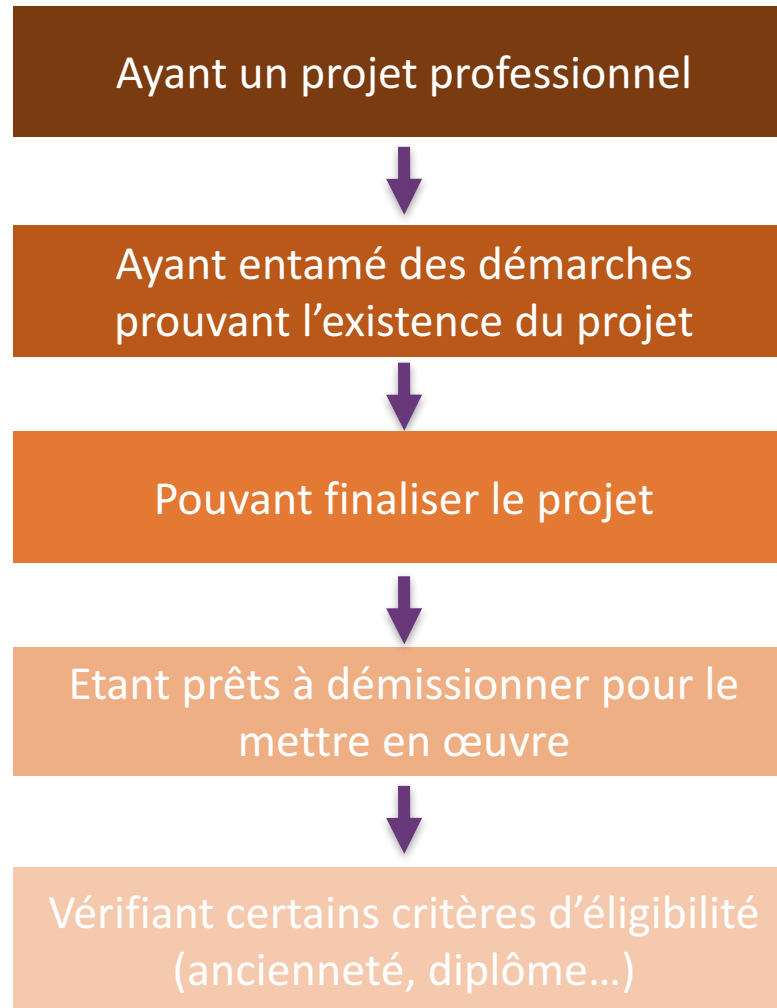 Ayant un projet professionnel
Ayant entamé des démarches
prouvant l’existence du projet
Pouvant finaliser le projet
Etant prêts à démissionner pour le
mettre en œuvre
Vérifiant certains critères d’éligibilité
(ancienneté, diplôme…)